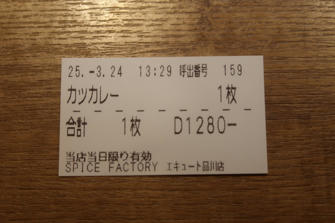 25.-3.24 13:29 呼出番号 159
カツカレー 1枚
合計 1枚 D1280-
当店当日限り有効
SPICE FACTORY エキュート品川店